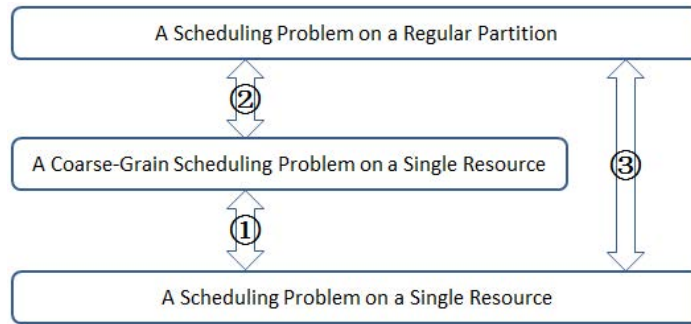 A Scheduling Problem on a Regular Partition
②
A Coarse-Grain Scheduling Problem on a Single Resource
③
①
A Scheduling Problem on a Single Resource